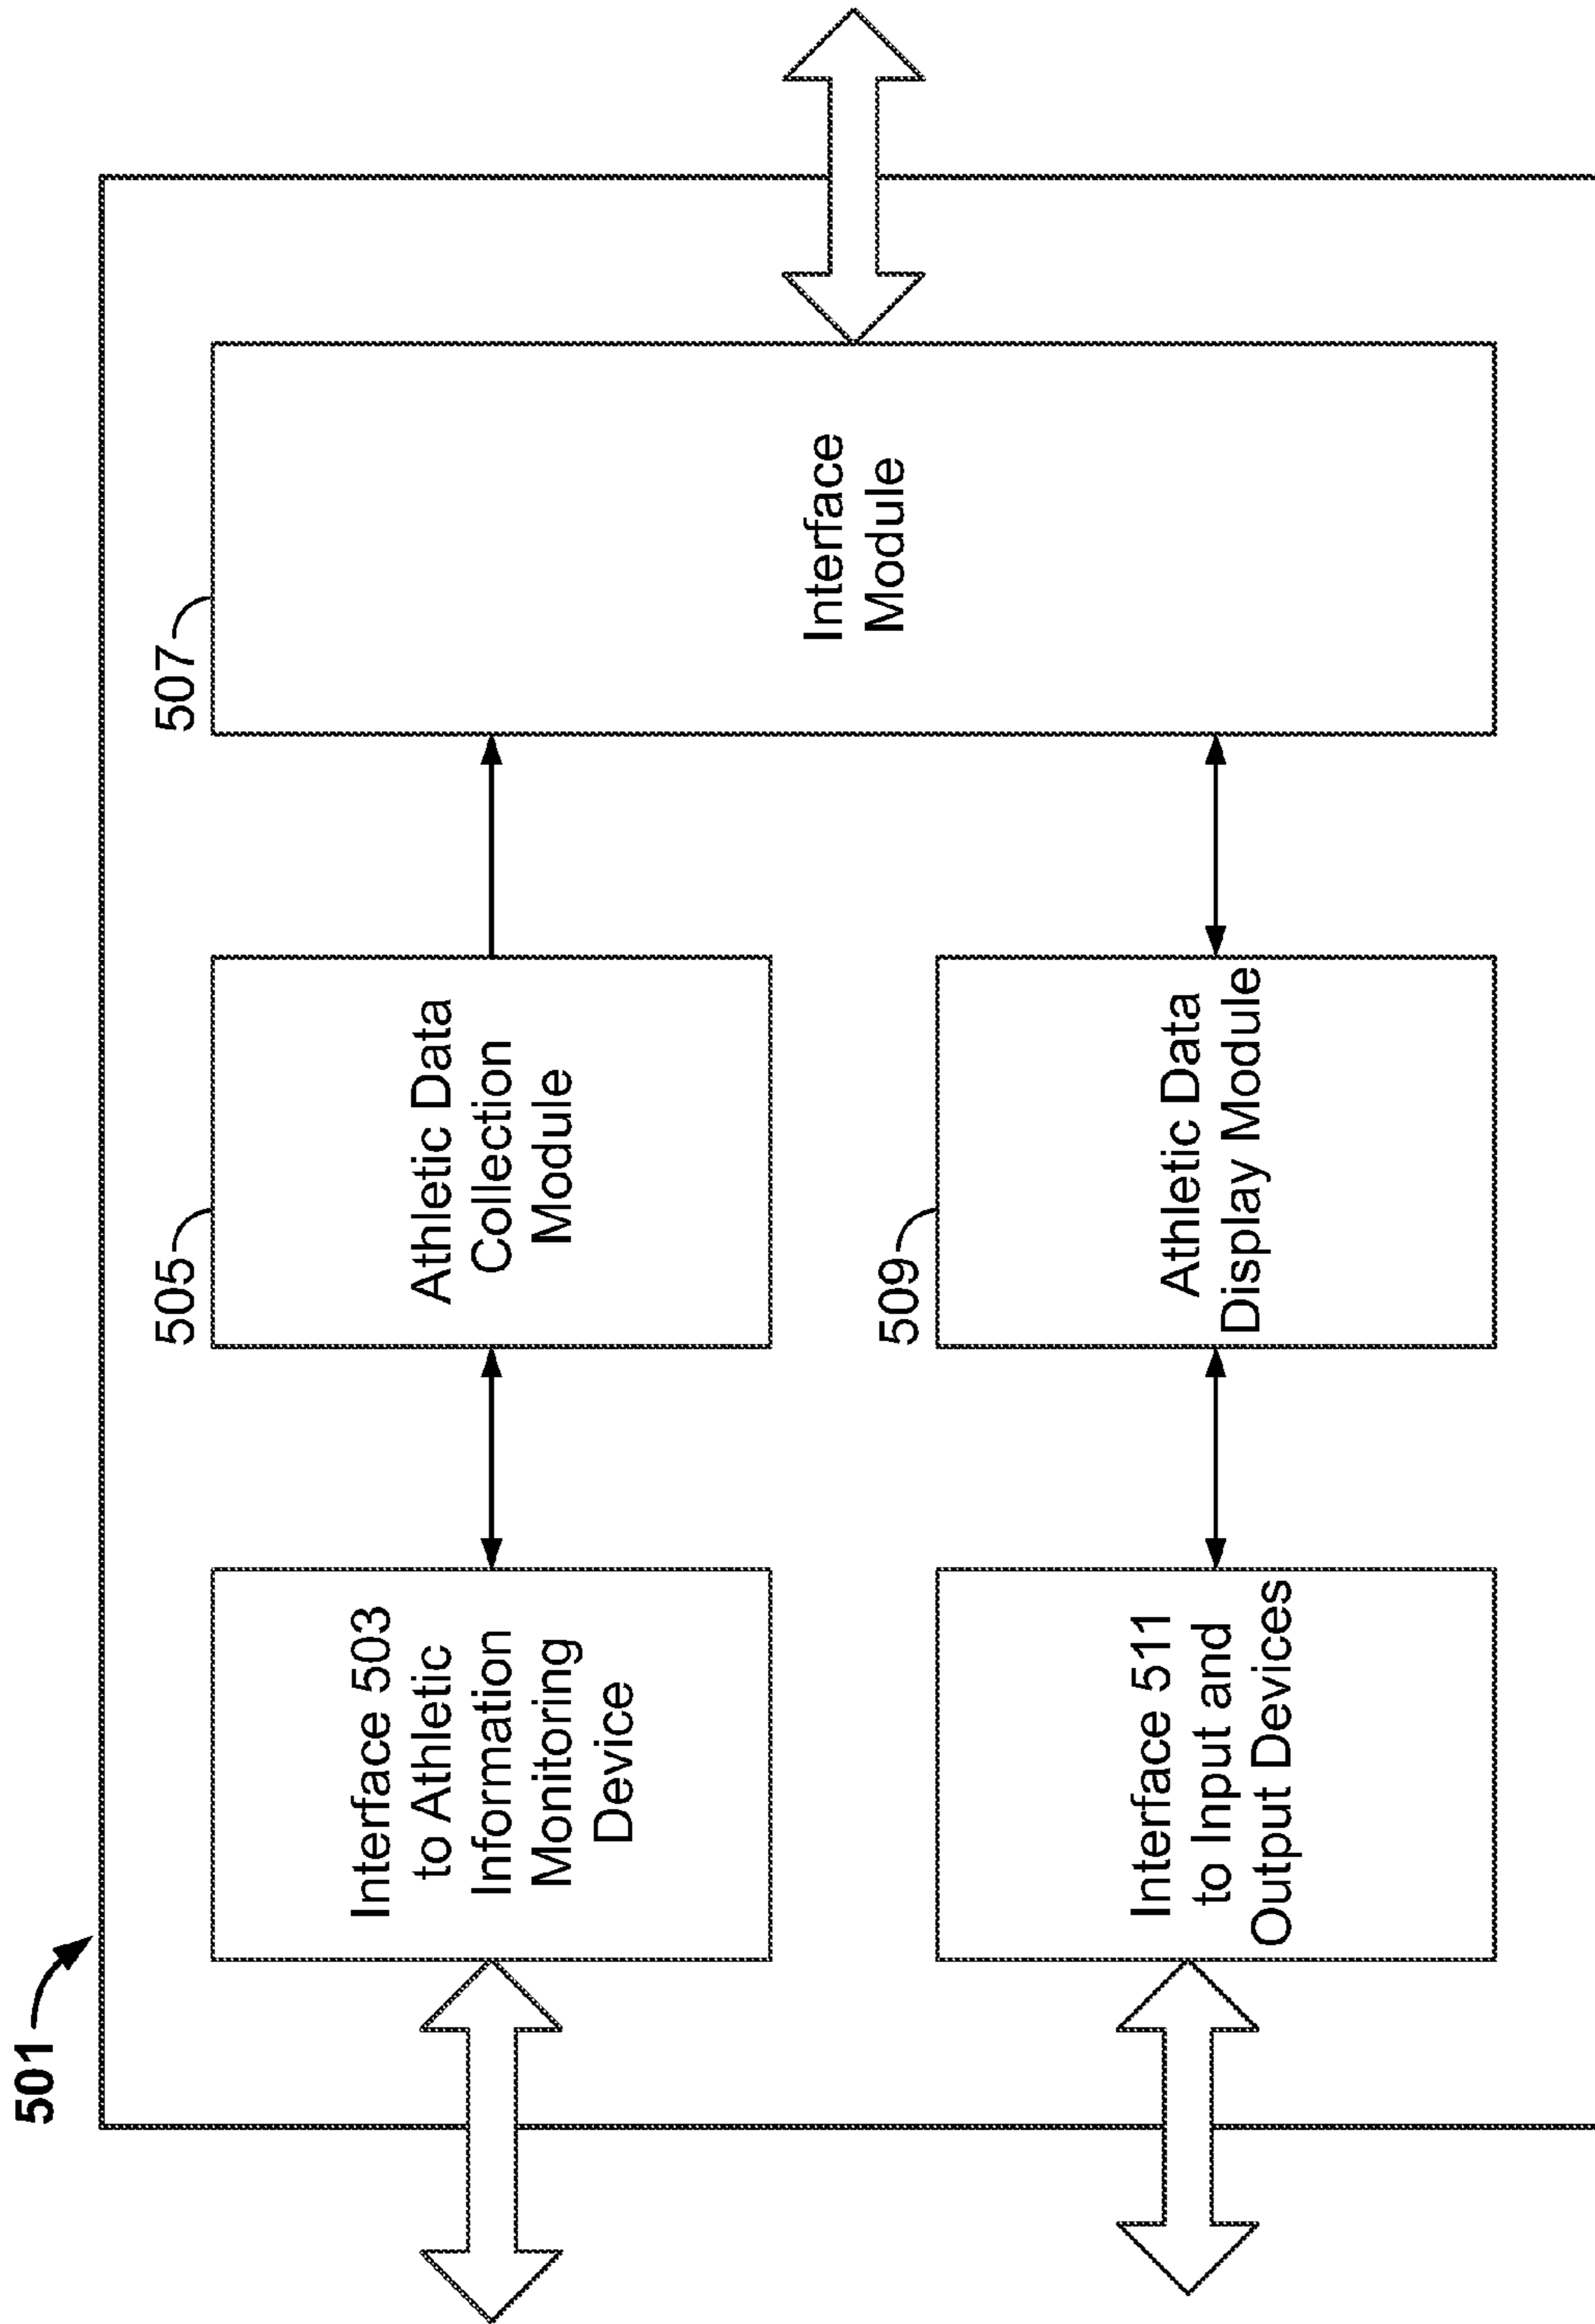 501
505
507
Interface 503
to Athletic
Information
Monitoring
Device
Athletic Data
Collection
Module
Interface
Module
509
Interface 511
to Input and
Output Devices
Athletic Data
Display Module